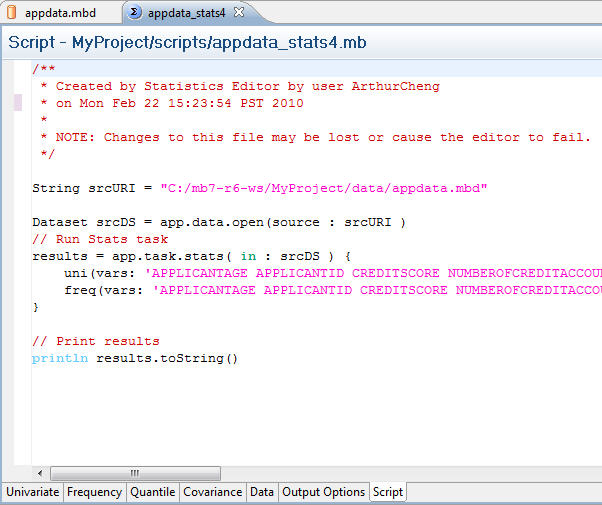 appdata.mbd
Σ appdata_stats4
Script - MyProject/scripts/appdata_stats4.mb
/**
 * Created by Statistics Editor by user ArthurCheng
 * on Mon Feb 22 15:23:54 PST 2010
 *
 * NOTE: Changes to this file may be lost or cause the editor to fail.
 */
String srcURI = "C:/mb7-r6-ws/MyProject/data/appdata.mbd"
Dataset srcDS = app.data.open(source : srcURI )
// Run Stats task
results = app.task.stats( in : srcDS ) {
    uni(vars: 'APPLICANTAGE APPLICANTID CREDITSCORE NUMBEROFCREDITACCOU
    freq(vars: 'APPLICANTAGE APPLICANTID CREDITSCORE NUMBEROFCREDITACCO
}
// Print results
println results.toString()
Univariate Frequency Quantile Covariance Data Output Options Script